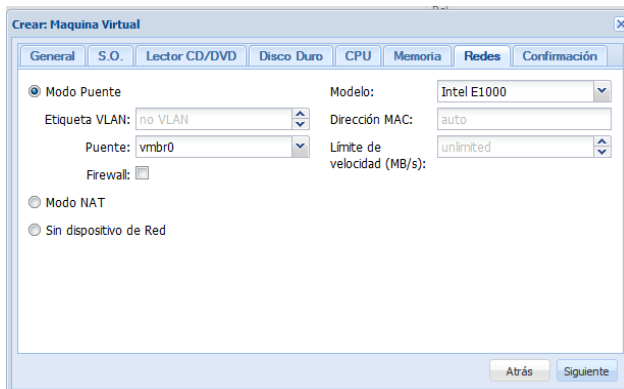 Crear: Maquina Virtual
General S.O. Lector CD/DVD Disco Duro CPU Memoria Redes Confirmación
Modo Puente
Etiqueta VLAN: no VLAN
Puente: vmbr0
Firewall:
Modo NAT
Sin dispositivo de Red
Modelo: Intel E1000
Dirección MAC: auto
Límite de velocidad (MB/s): unlimited
Atrás Siguiente